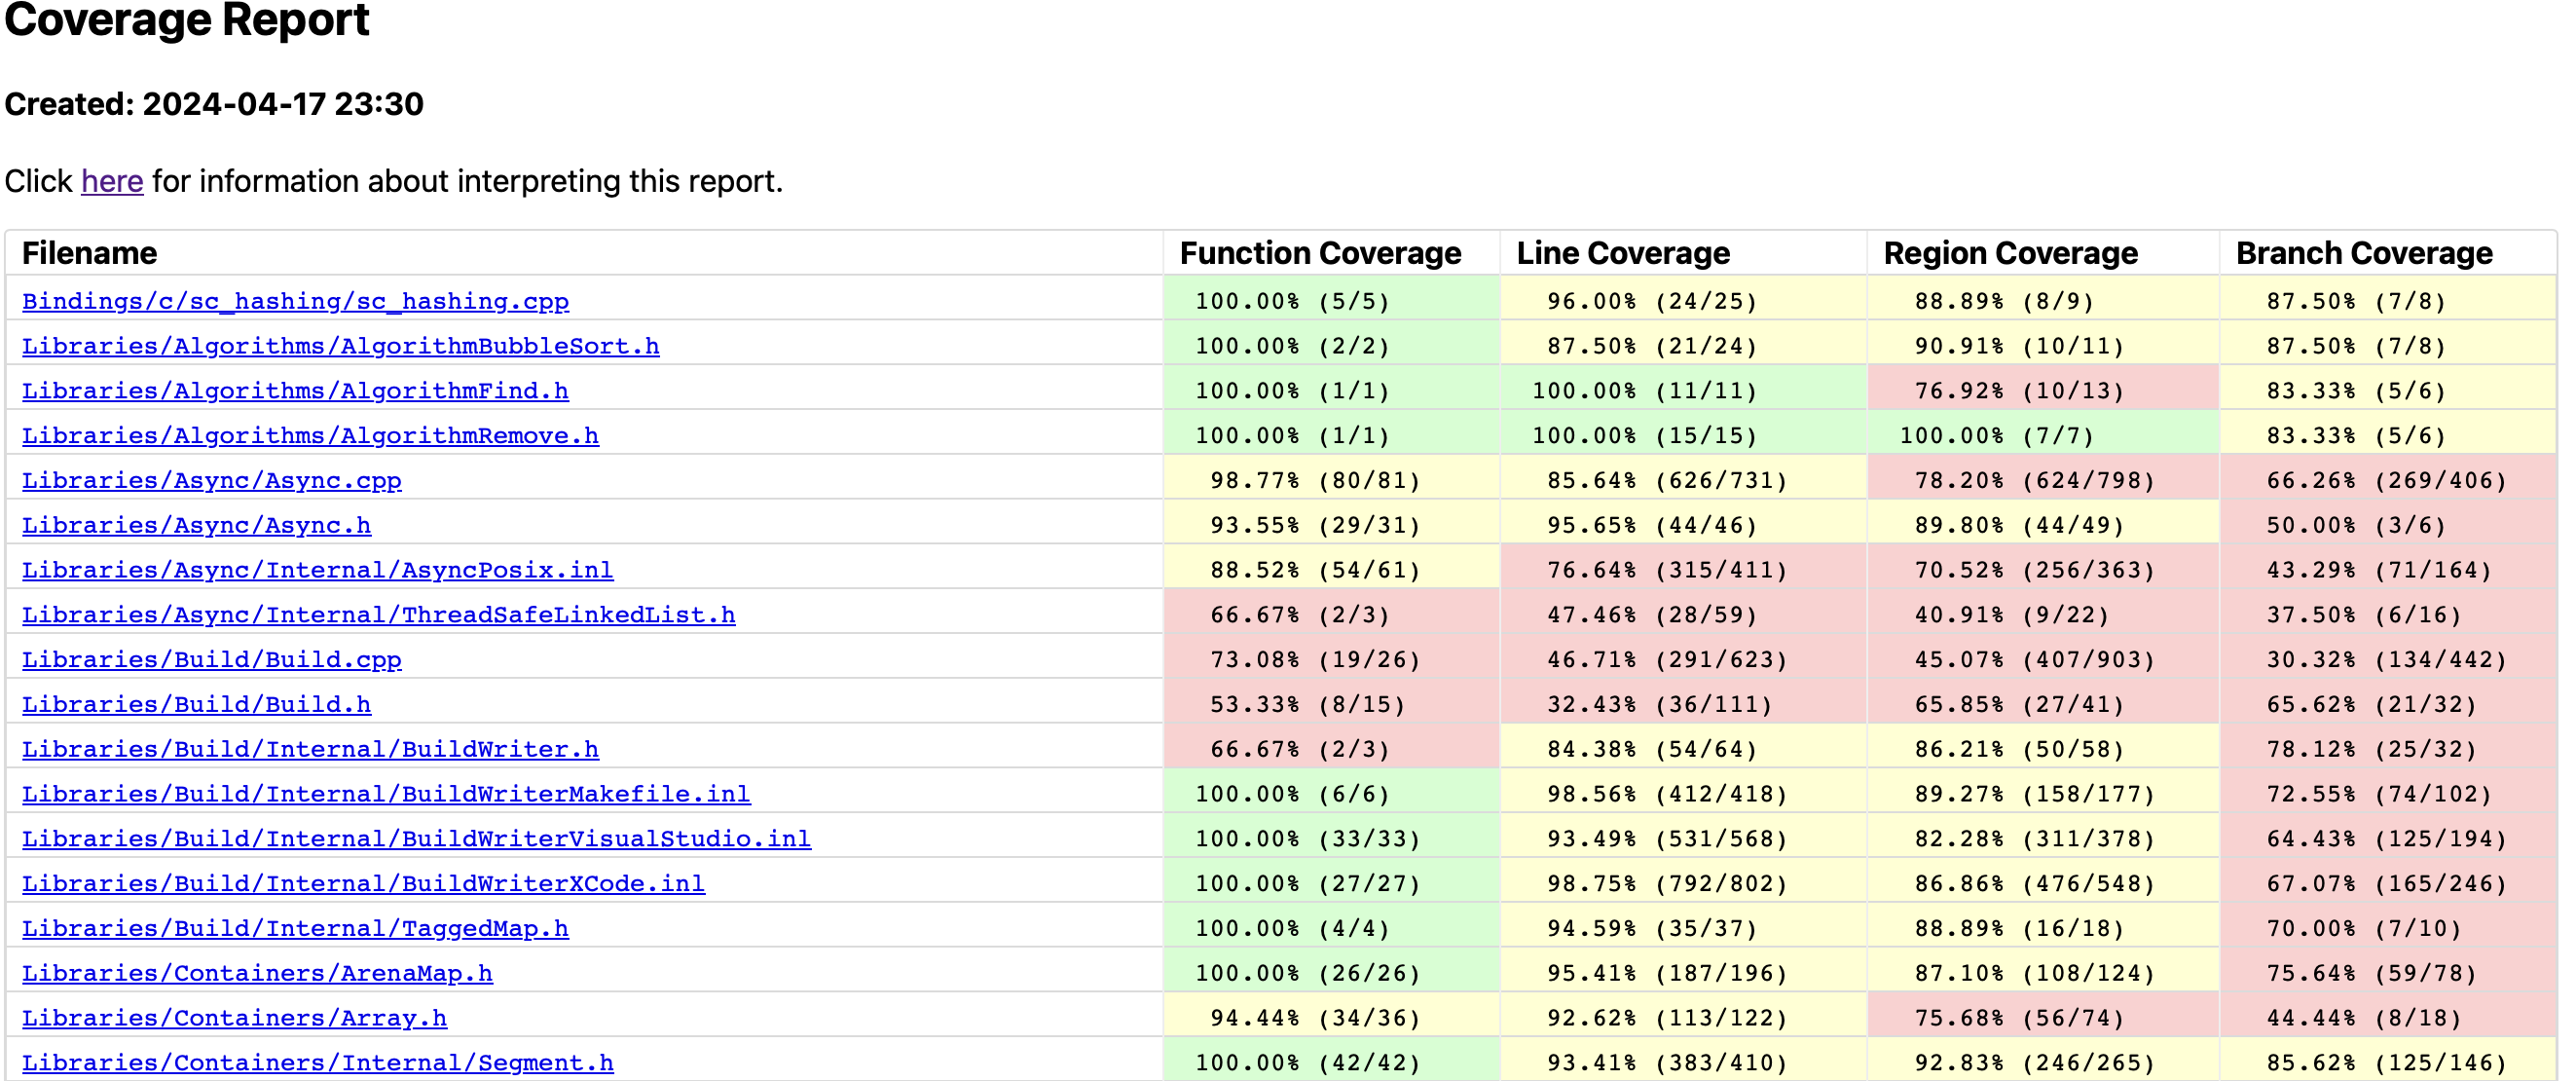 Coverage Report
Created: 2024-04-17 23:30
Click here for information about interpreting this report.
Filename Function Coverage Line Coverage Region Coverage Branch Coverage
Bindings/c/sc_hashing/sc_hashing.cpp 100.00% (5/5) 96.00% (24/25) 88.89% (8/9) 87.50% (7/8)
Libraries/Algorithms/AlgorithmBubbleSort.h 100.00% (2/2) 87.50% (21/24) 90.91% (10/11) 87.50% (7/8)
Libraries/Algorithms/AlgorithmFind.h 100.00% (1/1) 100.00% (11/11) 76.92% (10/13) 83.33% (5/6)
Libraries/Algorithms/AlgorithmRemove.h 100.00% (1/1) 100.00% (15/15) 100.00% (7/7) 83.33% (5/6)
Libraries/Async/Async.cpp 98.77% (80/81) 85.64% (626/731) 78.20% (624/798) 66.26% (269/406)
Libraries/Async/Async.h 93.55% (29/31) 95.65% (44/46) 89.80% (44/49) 50.00% (3/6)
Libraries/Async/Internal/AsyncPosix.inl 88.52% (54/61) 76.64% (315/411) 70.52% (256/363) 43.29% (71/164)
Libraries/Async/Internal/ThreadSafeLinkedList.h 66.67% (2/3) 47.46% (28/59) 40.91% (9/22) 37.50% (6/16)
Libraries/Build/Build.cpp 73.08% (19/26) 46.71% (291/623) 45.07% (407/903) 30.32% (134/442)
Libraries/Build/Build.h 53.33% (8/15) 32.43% (36/111) 65.85% (27/41) 65.62% (21/32)
Libraries/Build/Internal/BuildWriter.h 66.67% (2/3) 84.38% (54/64) 86.21% (50/58) 78.12% (25/32)
Libraries/Build/Internal/BuildWriterMakefile.inl 100.00% (6/6) 98.56% (412/418) 89.27% (158/177) 72.55% (74/102)
Libraries/Build/Internal/BuildWriterVisualStudio.inl 100.00% (33/33) 93.49% (531/568) 82.28% (311/378) 64.43% (125/194)
Libraries/Build/Internal/BuildWriterXCode.inl 100.00% (27/27) 98.75% (792/802) 86.86% (476/548) 67.07% (165/246)
Libraries/Build/Internal/TaggedMap.h 100.00% (4/4) 94.59% (35/37) 88.89% (16/18) 70.00% (7/10)
Libraries/Containers/ArenaMap.h 100.00% (26/26) 95.41% (187/196) 87.10% (108/124) 75.64% (59/78)
Libraries/Containers/Array.h 94.44% (34/36) 92.62% (113/122) 75.68% (56/74) 44.44% (8/18)
Libraries/Containers/Internal/Segment.h 100.00% (42/42) 93.41% (383/410) 92.83% (246/265) 85.62% (125/146)